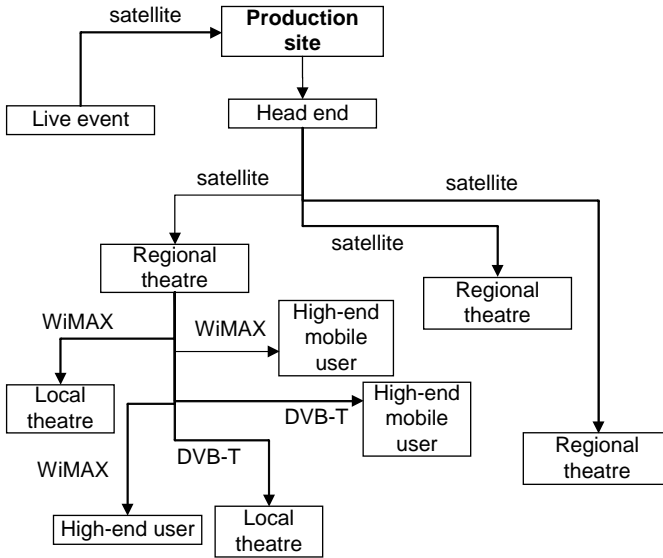 satellite
Production
site
Live event
Head end
satellite
satellite
satellite
Regional
theatre
Regional
theatre
WiMAX
WiMAX
High-end
mobile
user
Local
theatre
High-end
mobile
user
DVB-T
Regional
theatre
WiMAX
DVB-T
High-end user
Local
theatre